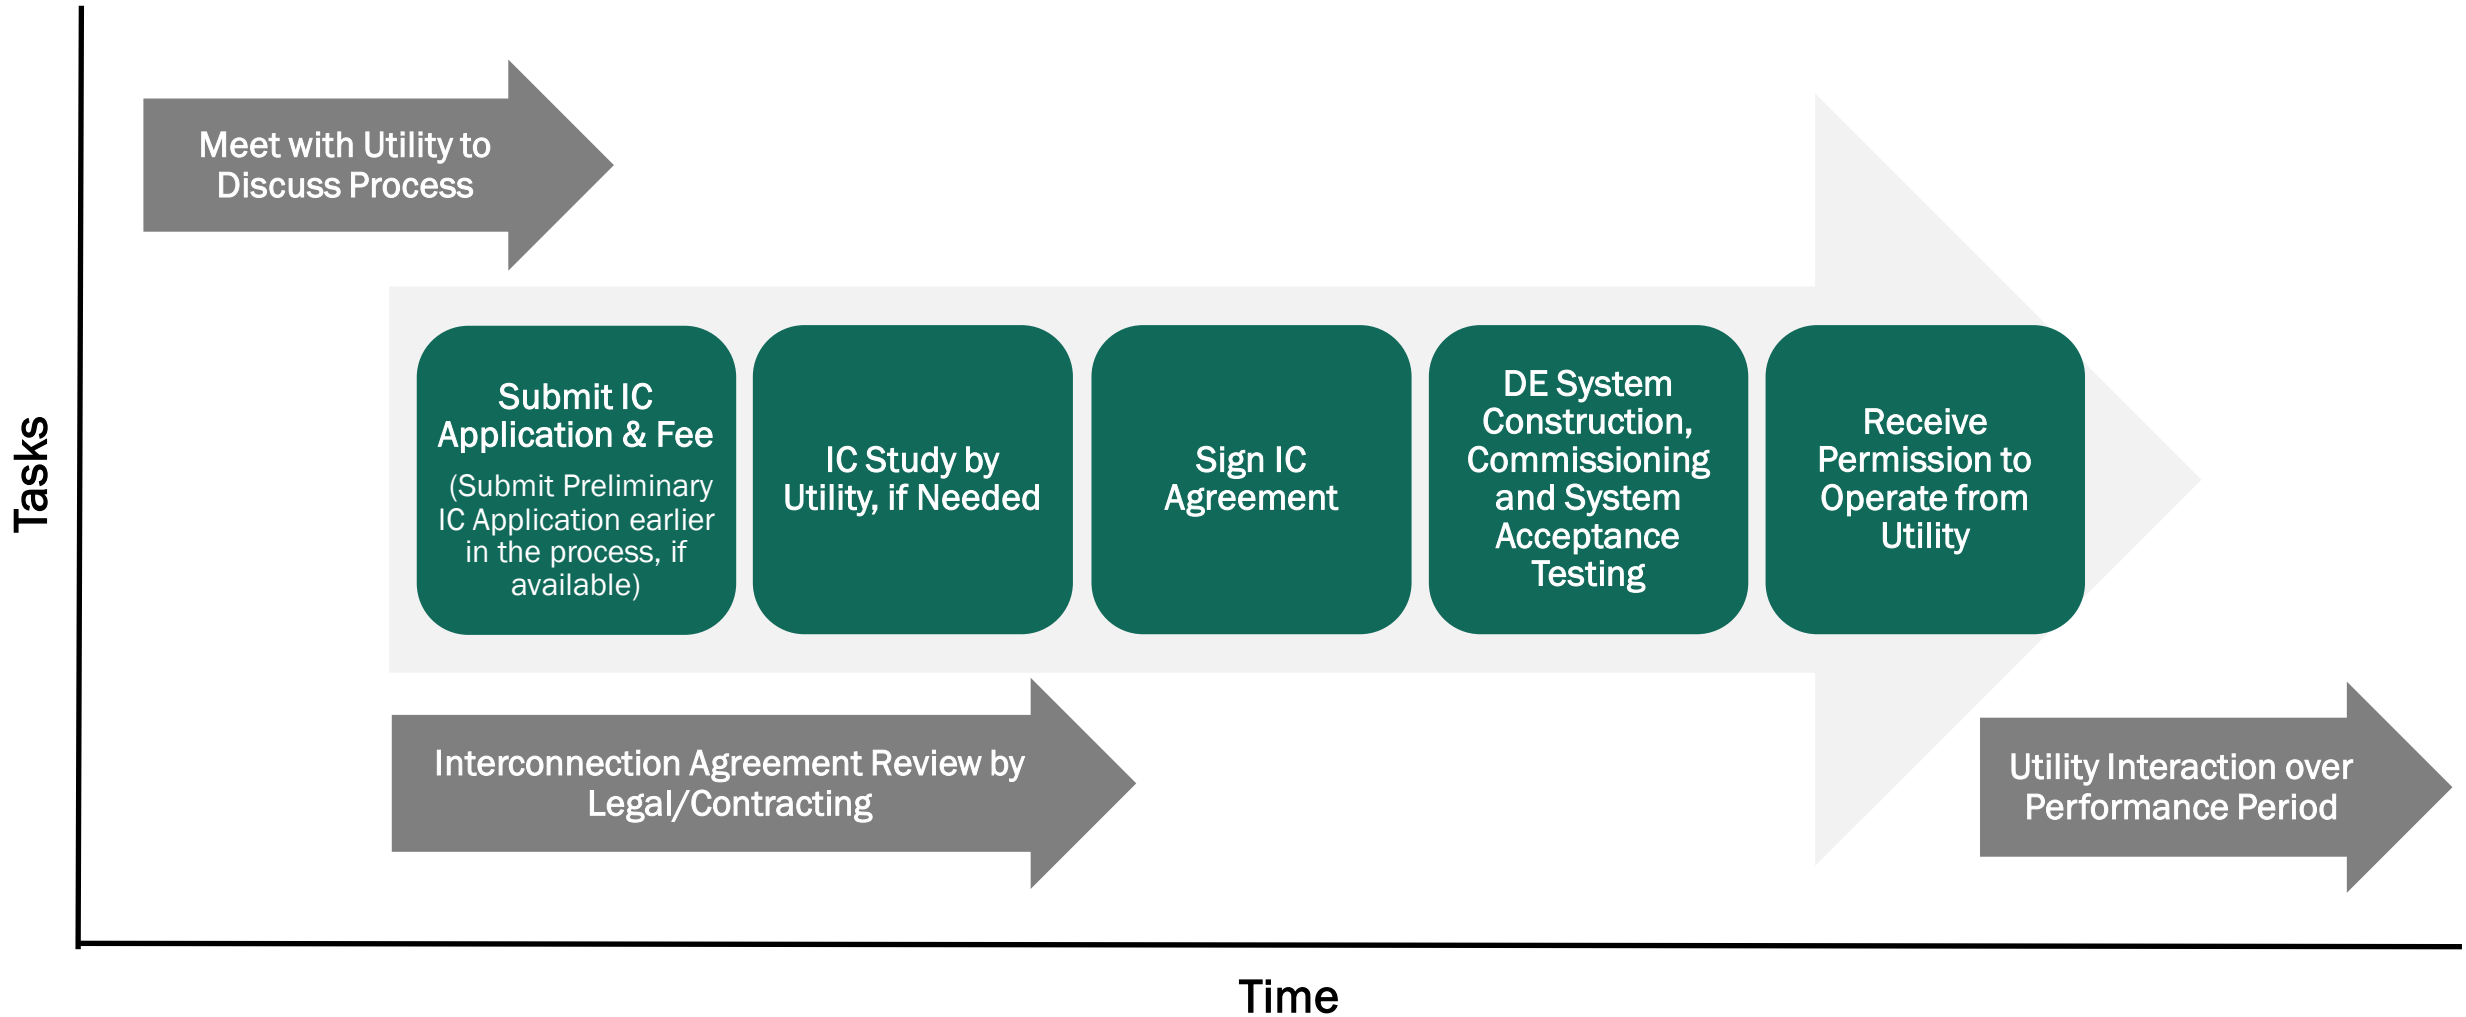 Meet with Utility to
Discuss Process
Tasks
Submit IC
Application & Fee
(Submit Preliminary
IC Application earlier
in the process, if
available)
IC Study by
Utility, if Needed
Sign IC
Agreement
DE System
Construction,
Commissioning
and System
Acceptance
Testing
Receive
Permission to
Operate from
Utility
Interconnection Agreement Review by
Legal/Contracting
Utility Interaction over
Performance Period
Time